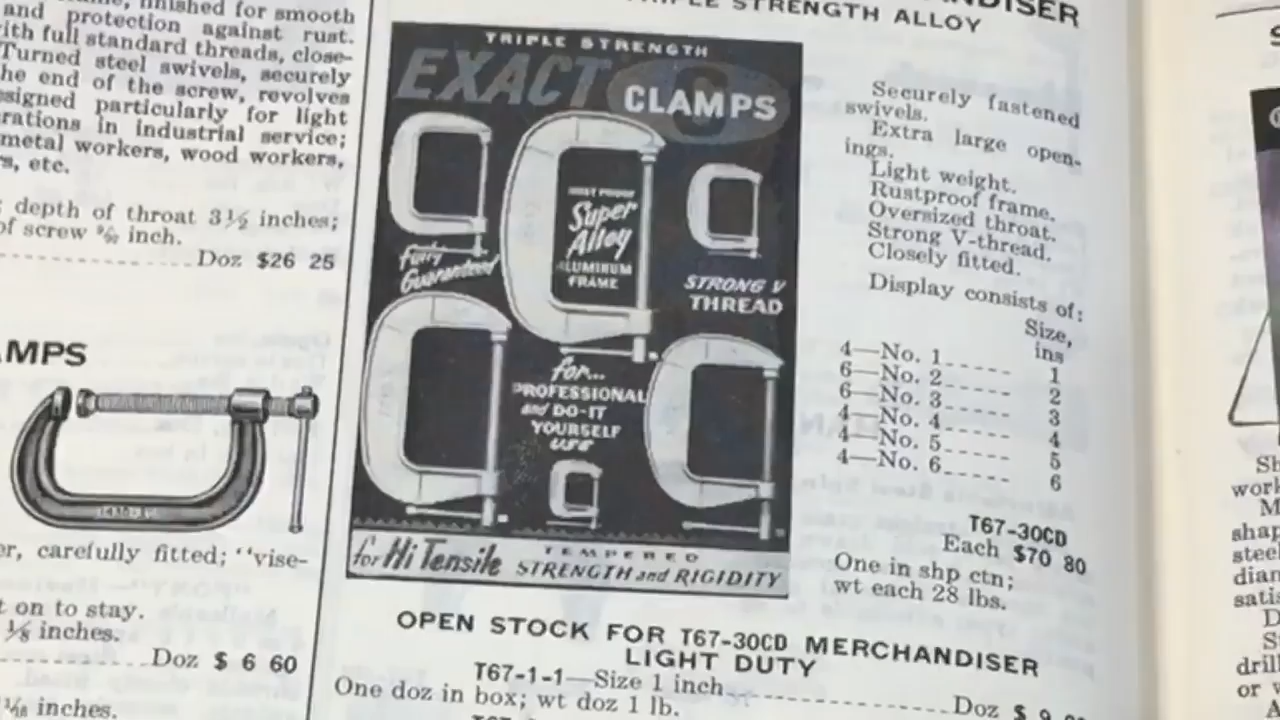 finished for smooth
and protection against rust.
with full standard threads, close-
Turned steel swivels, securely
the end of the screw, revolves
particularly for light
in industrial service;
metal workers, wood workers,
etc.
depth of throat 3½ inches;
of screw inch.
Doz $26 25
er, carefully fitted; "vise-
t on to stay.
⅛ inches.
Doz $ 6 60
inches.
STRENGTH ALLOY
TRIPLE STRENGTH
EXACT
CLAMPS
RUST PROOF
Super
Alloy
ALUMINUM
FRAME
Fully
Guaranteed
STRONG V
THREAD
for...
PROFESSIONAL
and DO-IT
YOURSELF
USE
for Hi Tensile TEMPERED
STRENGTH and RIGIDITY
Securely fastened
swivels.
Extra large open-
ings.
Light weight.
Rustproof frame.
Oversized throat.
Strong V-thread.
Closely fitted.
Display consists of:
Size,
ins
4—No. 1 1
6—No. 2 2
6—No. 3 3
4—No. 4 4
4—No. 5 5
4—No. 6 6
T67-30CD
Each $70 80
One in shp ctn;
wt each 28 lbs.
OPEN STOCK FOR T67-30CD MERCHANDISER
LIGHT DUTY
T67-1-1—Size 1 inch
One doz in box; wt doz 1 lb.
Doz $ 9